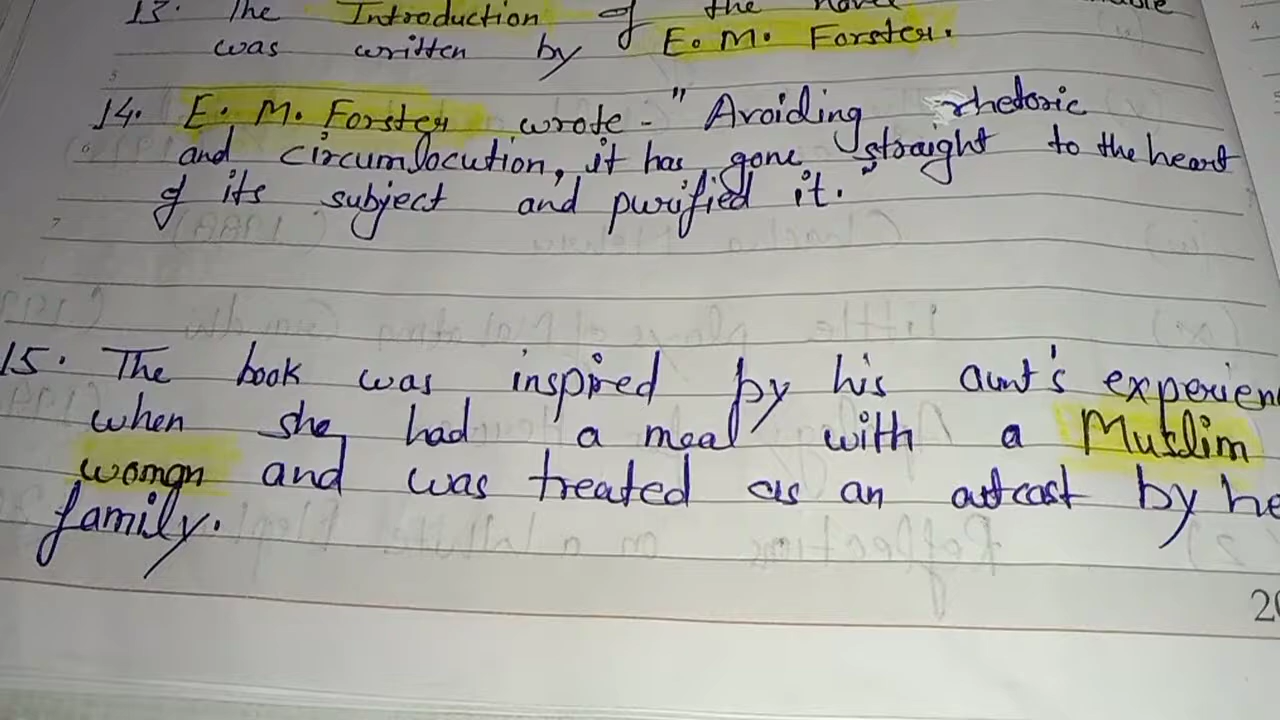 13. The Introduction of the novel
was written by E. M. Forster.
14. E. M. Forster wrote - "Avoiding rhetoric
and circumlocution, it has gone straight to the heart
of its subject and purified it."
15. The book was inspired by his aunt's experien
when she had a meal with a Muslim
woman and was treated as an outcast by he
family.